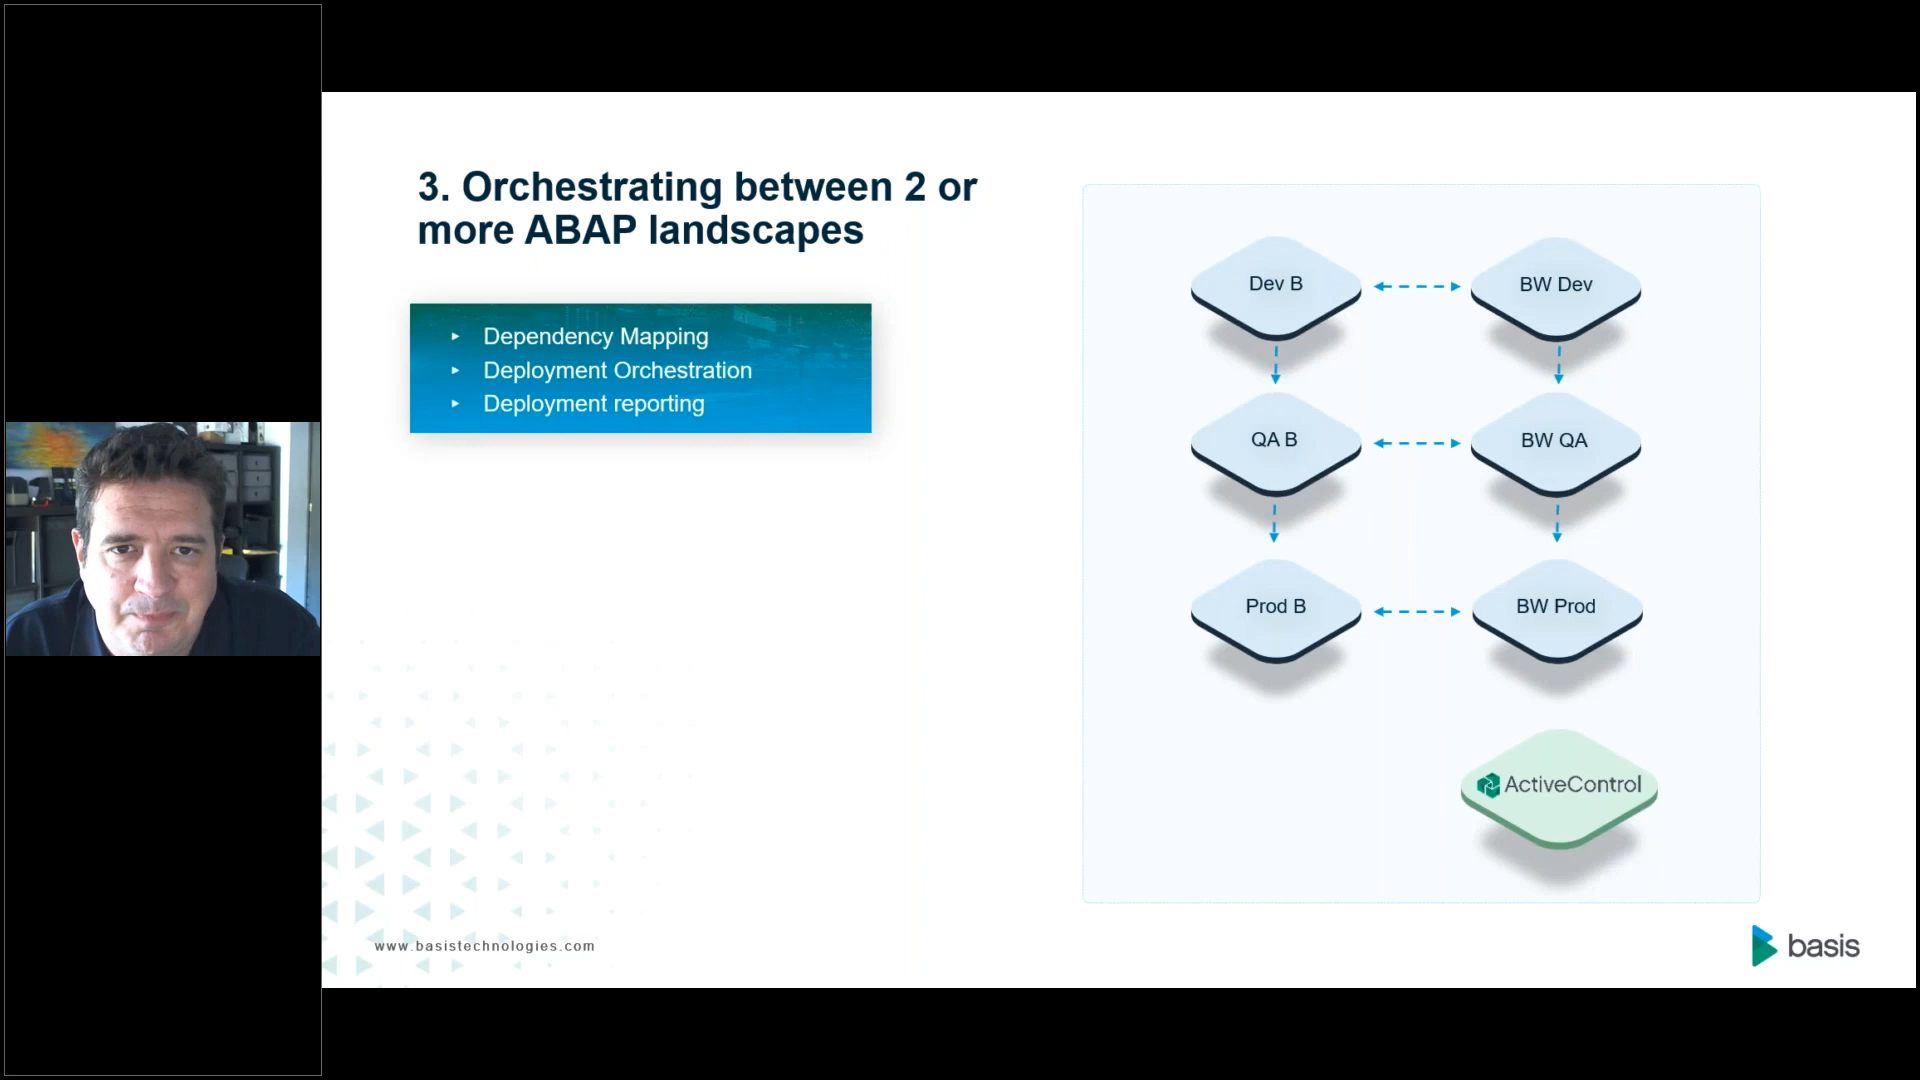 3. Orchestrating between 2 or
more ABAP landscapes
Dependency Mapping
Deployment Orchestration
Deployment reporting
Dev B
BW Dev
QA B
BW QA
Prod B
BW Prod
ActiveControl
www.basistechnologies.com
basis